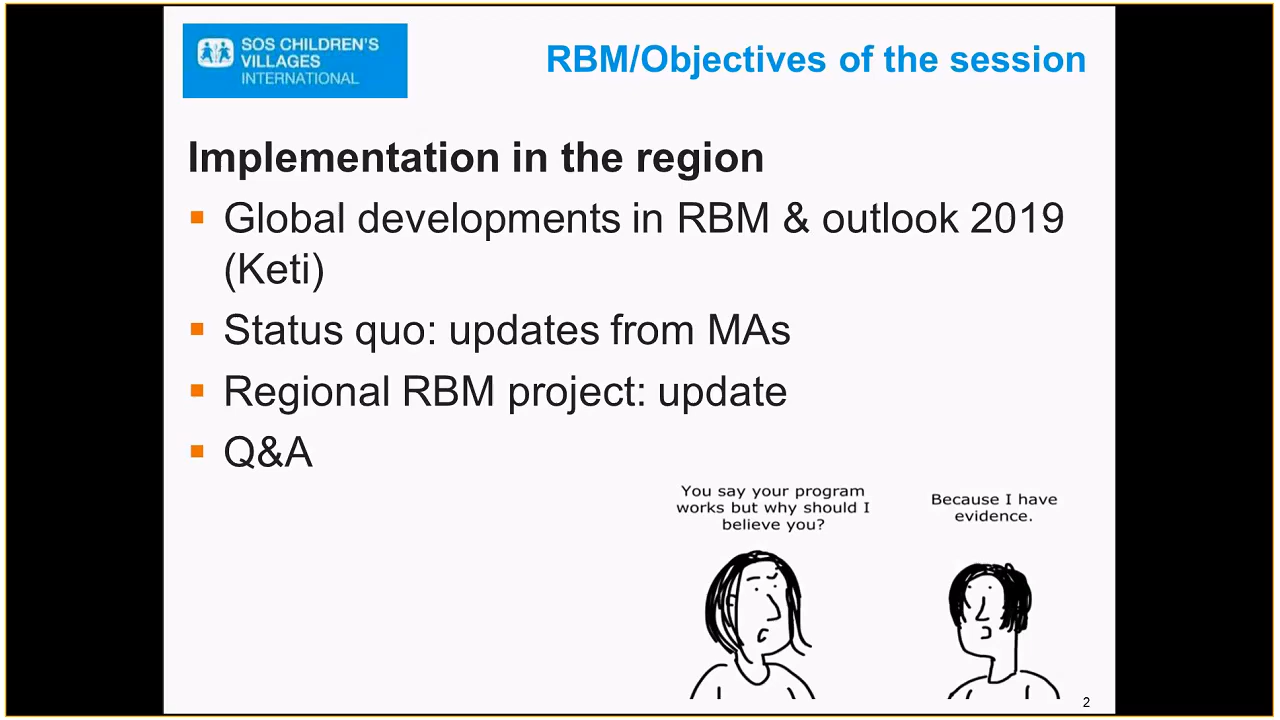 SOS CHILDREN'S
VILLAGES
INTERNATIONAL
RBM/Objectives of the session
Implementation in the region
Global developments in RBM & outlook 2019
(Keti)
Status quo: updates from MAs
Regional RBM project: update
Q&A
You say your program
works but why should I
believe you?
Because I have
evidence.
2